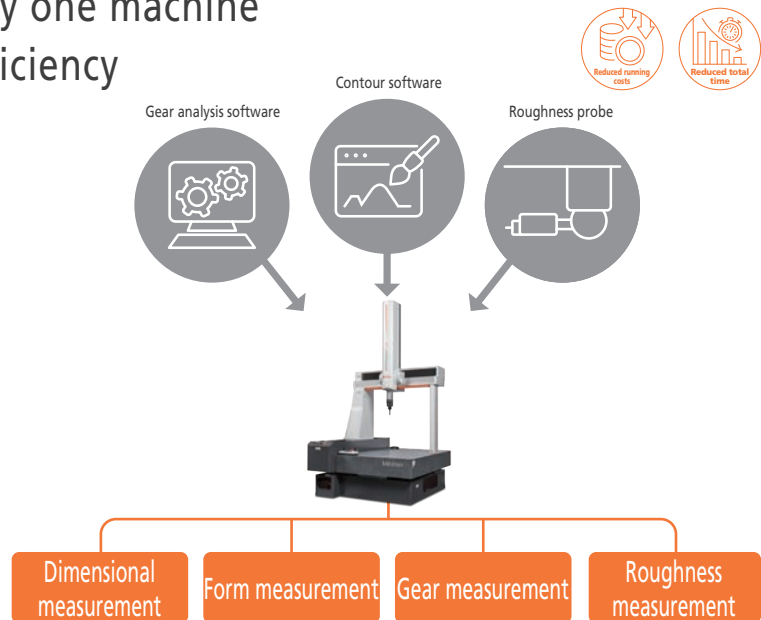 y one machine
iciency
Reduced running
costs
Reduced total
time
Contour software
Gear analysis software
Roughness probe
Dimensional
measurement
Form measurement
Gear measurement
Roughness
measurement